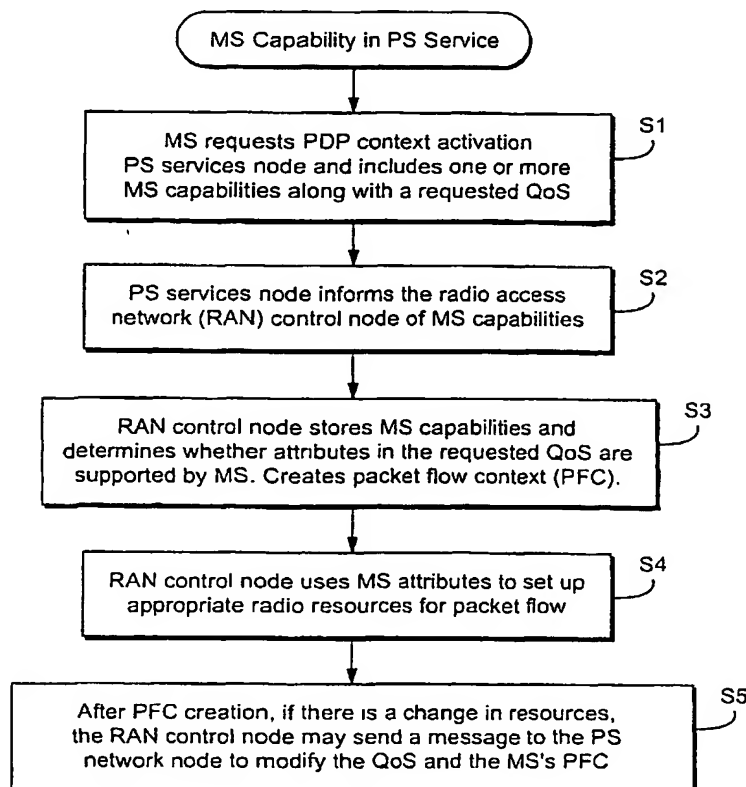 MS Capability in PS Service
S1
MS requests PDP context activation
PS services node and includes one or more
MS capabilities along with a requested QoS
S2
PS services node informs the radio access
network (RAN) control node of MS capabilities
S3
RAN control node stores MS capabilities and
determines whether attributes in the requested QoS are
supported by MS. Creates packet flow context (PFC).
S4
RAN control node uses MS attributes to set up
appropriate radio resources for packet flow
S5
After PFC creation, if there is a change in resources,
the RAN control node may send a message to the PS
network node to modify the QoS and the MS's PFC